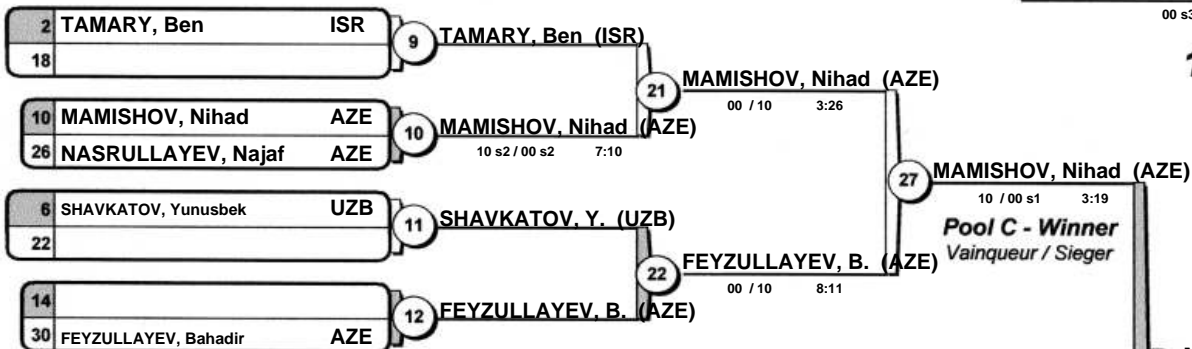 00 s3
2 TAMARY, Ben ISR
18
9 TAMARY, Ben (ISR)
21 MAMISHOV, Nihad (AZE)
00 / 10 3:26
10 MAMISHOV, Nihad AZE
26 NASRULLAYEV, Najaf AZE
10 MAMISHOV, Nihad (AZE)
10 s2 / 00 s2 7:10
27 MAMISHOV, Nihad (AZE)
10 / 00 s1 3:19
Pool C - Winner
Vainqueur / Sieger
6 SHAVKATOV, Yunusbek UZB
22
11 SHAVKATOV, Y. (UZB)
22 FEYZULLAYEV, B. (AZE)
00 / 10 8:11
14
30 FEYZULLAYEV, Bahadir AZE
12 FEYZULLAYEV, B. (AZE)